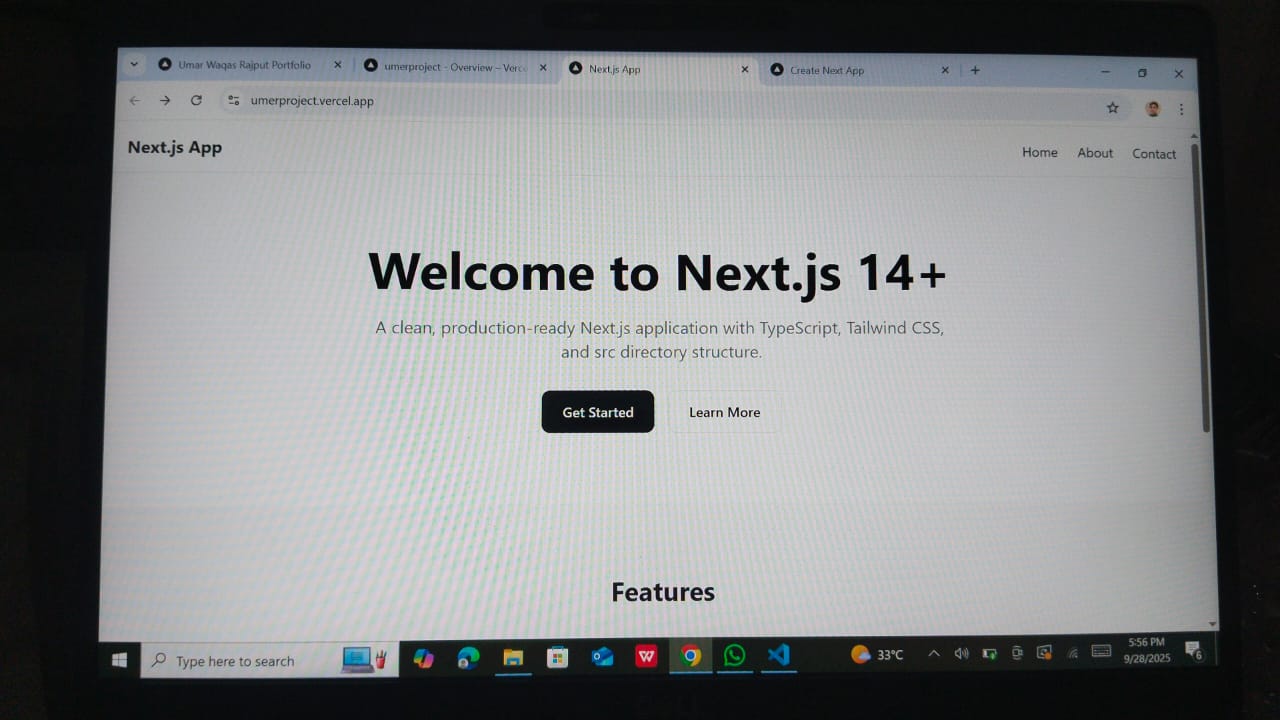 Umar Waqas Rajput Portfolio
umerproject - Overview – Verc
Next.js App
Create Next App
umerproject.vercel.app
Next.js App
Home
About
Contact
Welcome to Next.js 14+
A clean, production-ready Next.js application with TypeScript, Tailwind CSS,
and src directory structure.
Get Started
Learn More
Features
Type here to search
W
33°C
5:56 PM
9/28/2025
6